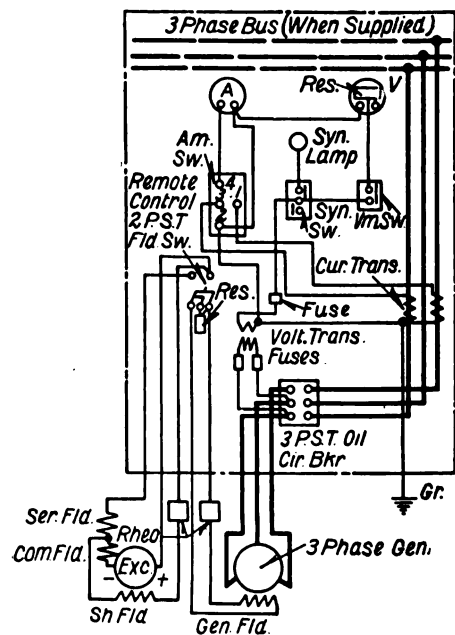 3 Phase Bus (When Supplied)
Res.
V
A
Am.
Sw.
4
Syn.
Lamp
Remote
Control
2 P.S.T
Fld Sw.
Syn.
Sw.
Vm Sw.
Cur. Trans.
Res.
Fuse
Volt. Trans.
Fuses
3 P.S.T. Oil
Cir. Bkr
Gr.
Ser. Fld.
Rheo
Com Fld.
Exc.
- +
3 Phase Gen.
Sh Fld
Gen. Fld.